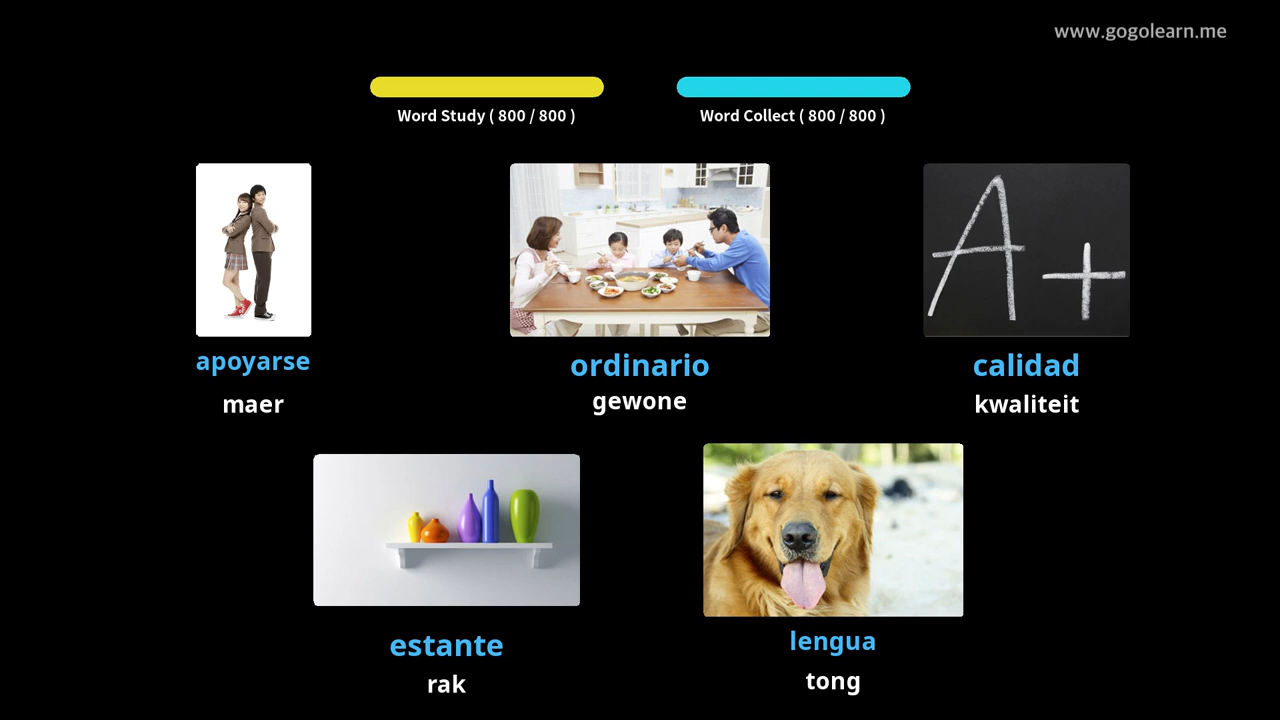 www.gogolearn.me
Word Study ( 800 / 800 )
Word Collect ( 800 / 800 )
A+
apoyarse
maer
ordinario
gewone
calidad
kwaliteit
estante
rak
lengua
tong